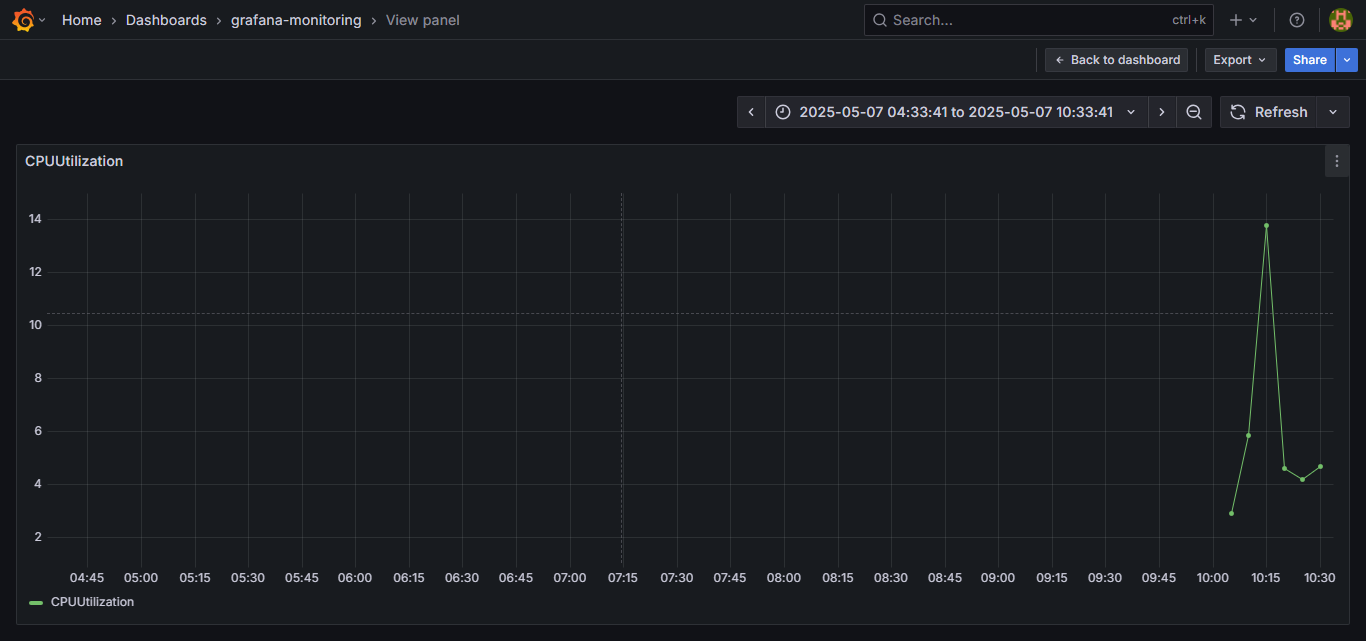 Home › Dashboards › grafana-monitoring › View panel
Search... ctrl+k
← Back to dashboard Export Share
2025-05-07 04:33:41 to 2025-05-07 10:33:41 Refresh
CPUUtilization
14
12
10
8
6
4
2
04:45 05:00 05:15 05:30 05:45 06:00 06:15 06:30 06:45 07:00 07:15 07:30 07:45 08:00 08:15 08:30 08:45 09:00 09:15 09:30 09:45 10:00 10:15 10:30
CPUUtilization